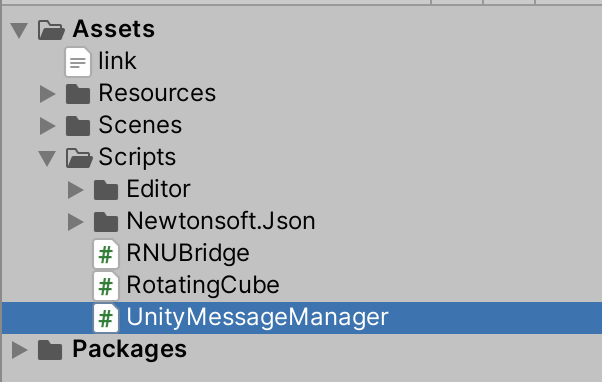 Assets
link
Resources
Scenes
Scripts
Editor
Newtonsoft.Json
# RNUBridge
# RotatingCube
# UnityMessageManager
Packages